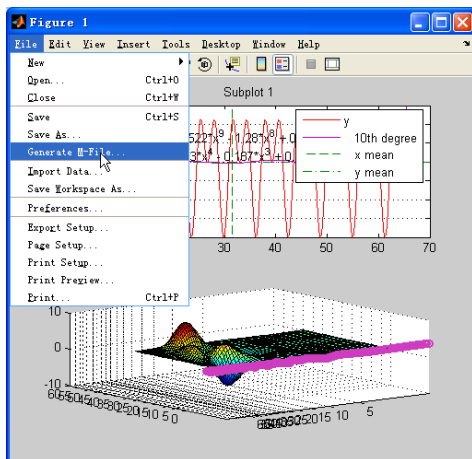 Figure 1
File Edit View Insert Tools Desktop Window Help
New
Open... Ctrl+O
Close Ctrl+W
Save Ctrl+S
Save As...
Generate M-File...
Import Data...
Save Workspace As...
Preferences...
Export Setup...
Page Setup...
Print Setup...
Print Preview...
Print... Ctrl+P
Subplot 1
y
10th degree
x mean
y mean
30 40 50 60 70
10
0
-10
15 10 5